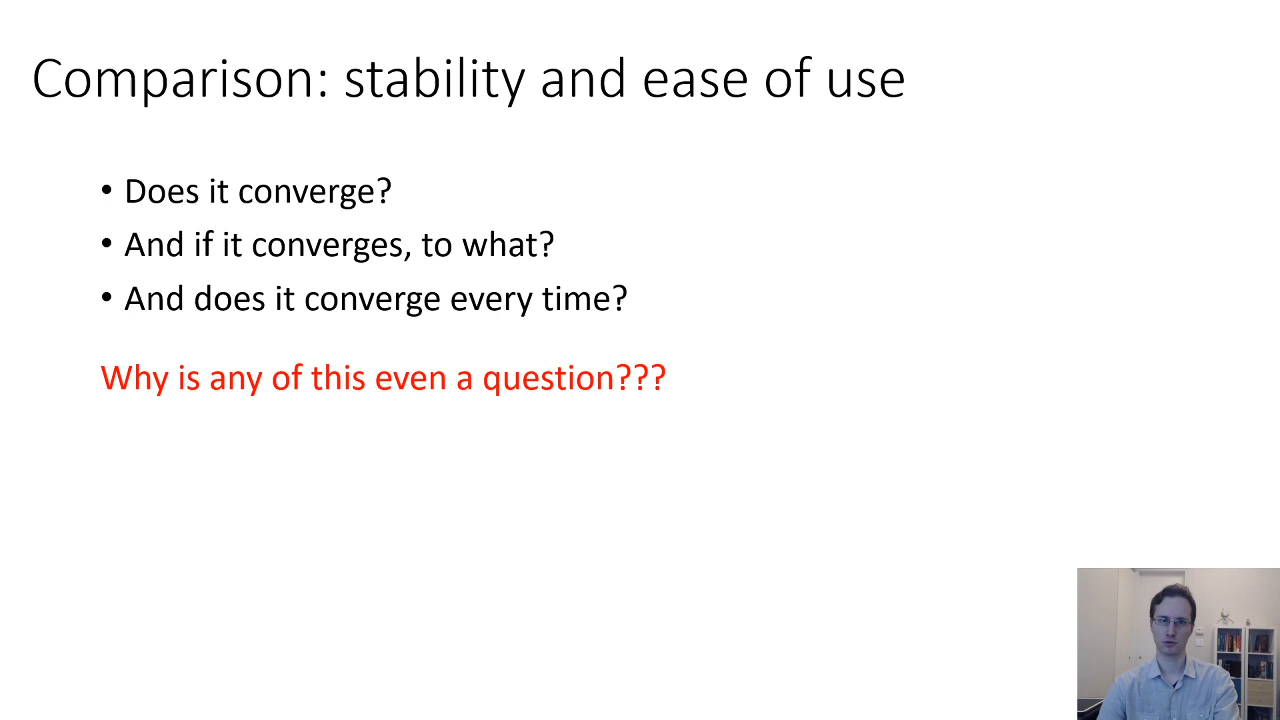 Comparison: stability and ease of use
• Does it converge?
• And if it converges, to what?
• And does it converge every time?
Why is any of this even a question???